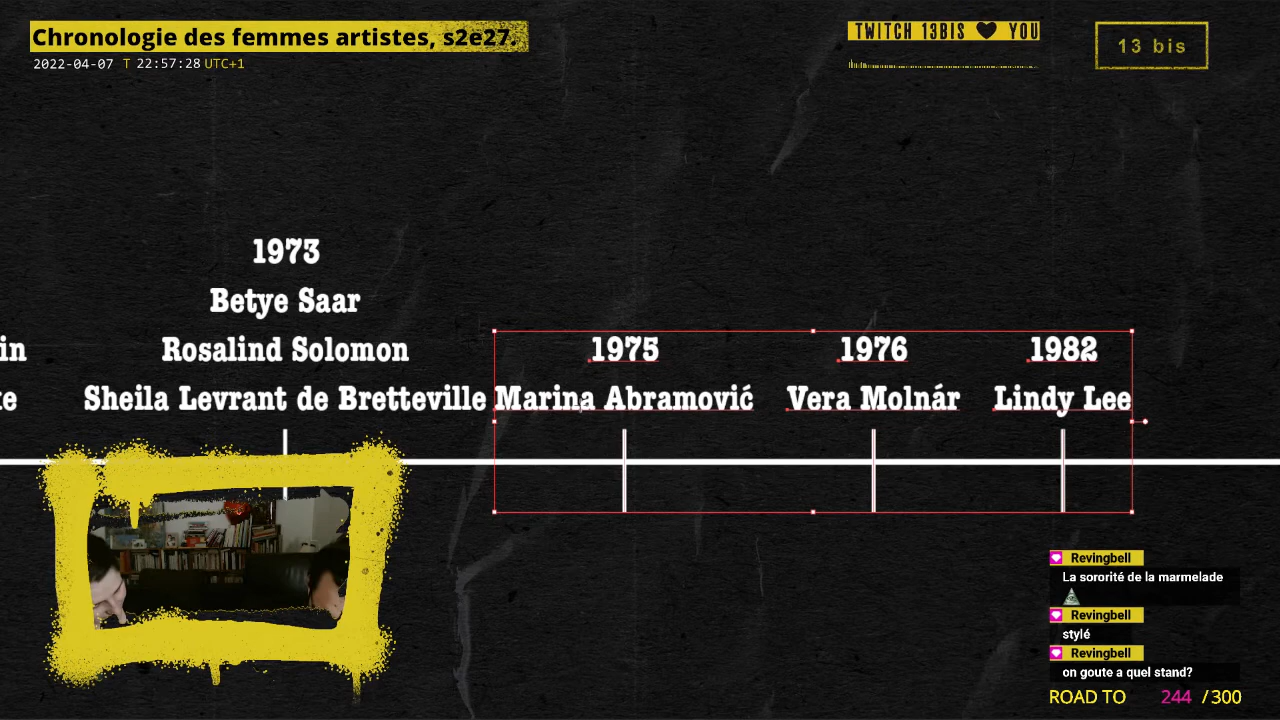 Chronologie des femmes artistes, s2e27.
2022-04-07 T 22:57:28 UTC+1
TWITCH 13BIS ♥ YOU
13 bis
1973
Betye Saar
Rosalind Solomon
Sheila Levrant de Bretteville
in
e
1975
Marina Abramović
1976
Vera Molnár
1982
Lindy Lee
Revingbell
La sororité de la marmelade
Revingbell
stylé
Revingbell
on goute a quel stand?
ROAD TO 244 / 300